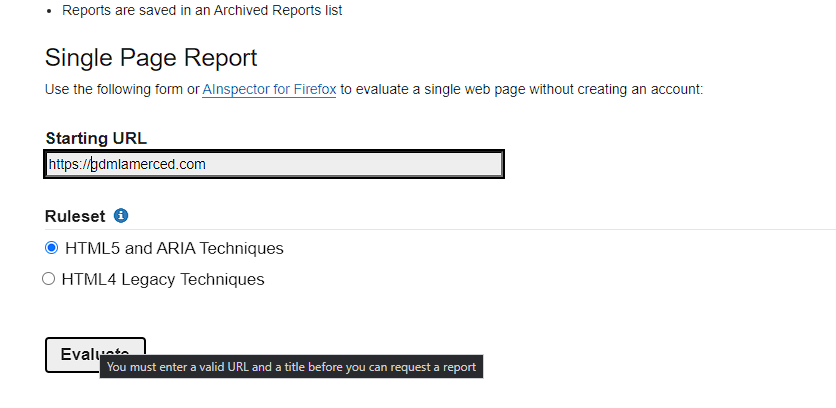 Reports are saved in an Archived Reports list
Single Page Report
Use the following form or AInspector for Firefox to evaluate a single web page without creating an account:
Starting URL
https://gdmlamerced.com
Ruleset
HTML5 and ARIA Techniques
HTML4 Legacy Techniques
Evaluate
You must enter a valid URL and a title before you can request a report